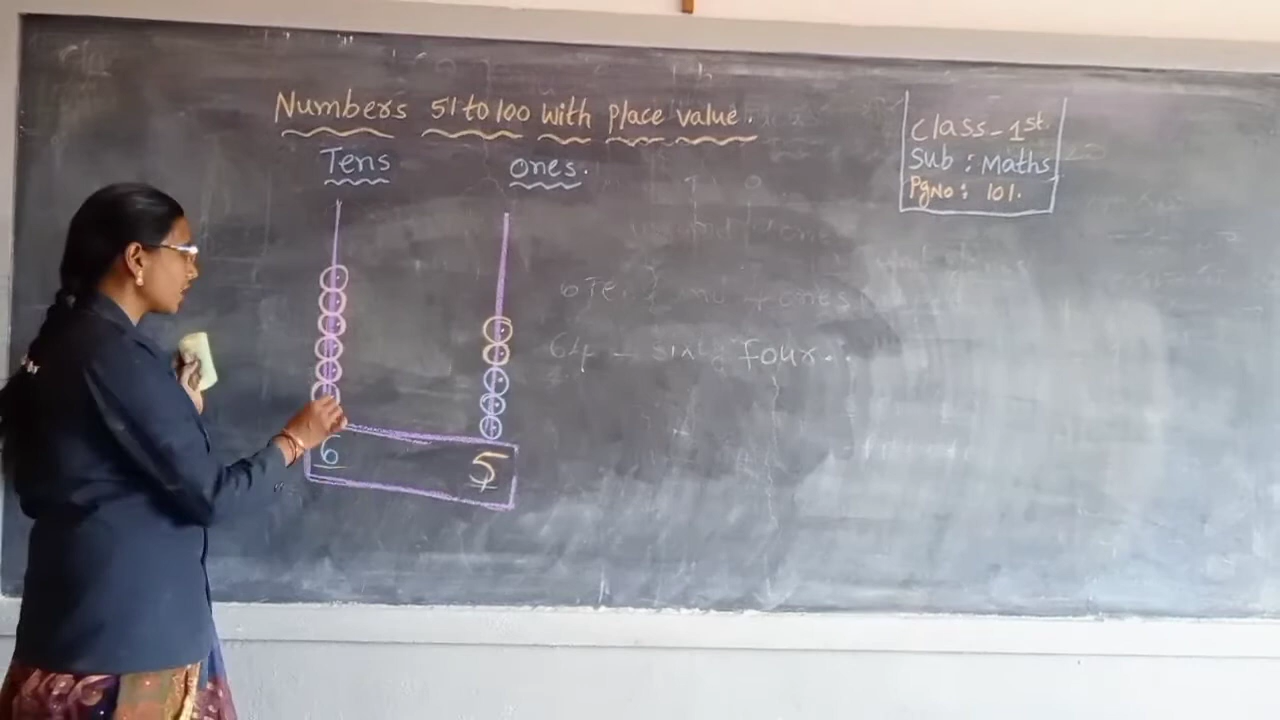 Numbers 51 to 100 with place value.
Class-1st.
Sub : Maths
Pg No : 101.
Tens ones.
64 - sixty four..
6 5